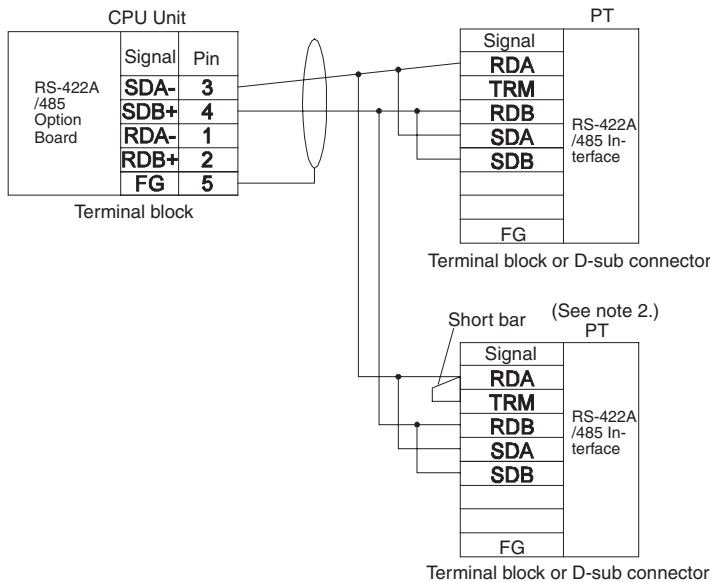 CPU Unit
Signal Pin
RS-422A
/485
Option
Board
SDA- 3
SDB+ 4
RDA- 1
RDB+ 2
FG 5
Terminal block
PT
Signal
RDA
TRM
RDB
SDA
SDB
FG
RS-422A
/485 In-
terface
Terminal block or D-sub connector
Short bar
(See note 2.)
PT
Signal
RDA
TRM
RDB
SDA
SDB
FG
RS-422A
/485 In-
terface
Terminal block or D-sub connector